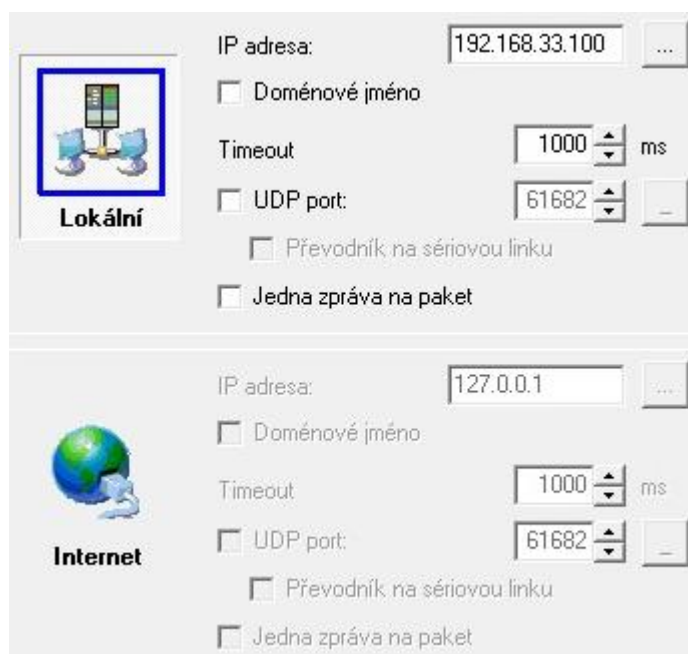 IP adresa: 192.168.33.100 ...
Doménové jméno
Timeout 1000 ms
UDP port: 61682 _
Lokální
Převodník na sériovou linku
Jedna zpráva na paket
IP adresa: 127.0.0.1 ...
Doménové jméno
Timeout 1000 ms
UDP port: 61682 _
Internet
Převodník na sériovou linku
Jedna zpráva na paket